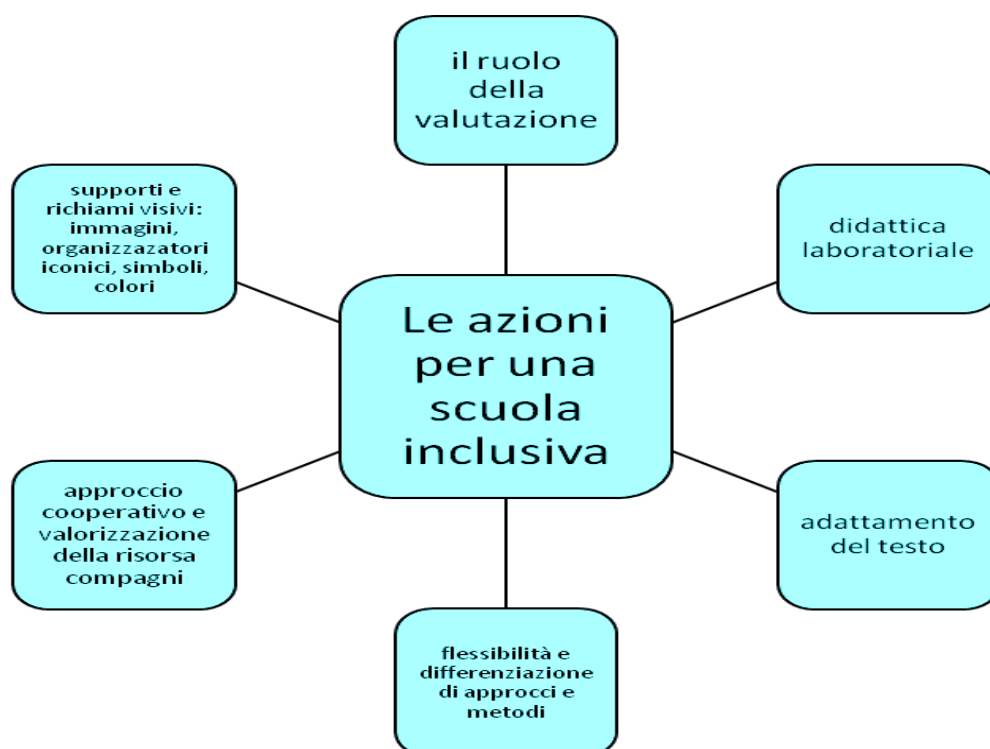 il ruolo
della
valutazione
supporti e
richiami visivi:
immagini,
organizzazatori
iconici, simboli,
colori
didattica
laboratoriale
Le azioni
per una
scuola
inclusiva
approccio
cooperativo e
valorizzazione
della risorsa
compagni
adattamento
del testo
flessibilità e
differenziazione
di approcci e
metodi